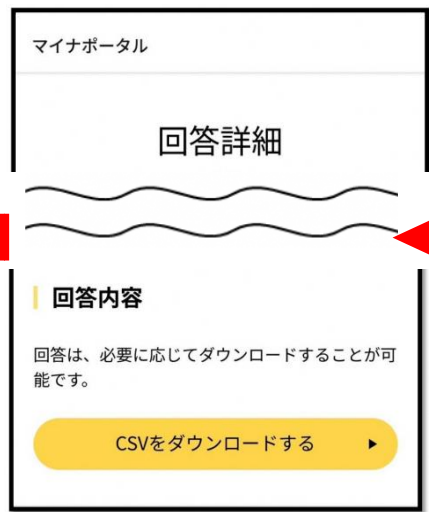 マイナポータル
回答詳細
回答内容
回答は、必要に応じてダウンロードすることが可
能です。
CSVをダウンロードする